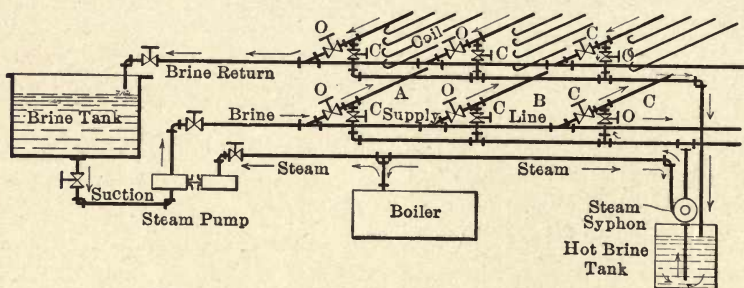 O Coil O C
C C O
Brine Return
Brine Tank
O A O B C C
Brine C Supply C Line O
Steam Steam
Suction
Steam Pump
Boiler
Steam
Syphon
Hot Brine
Tank